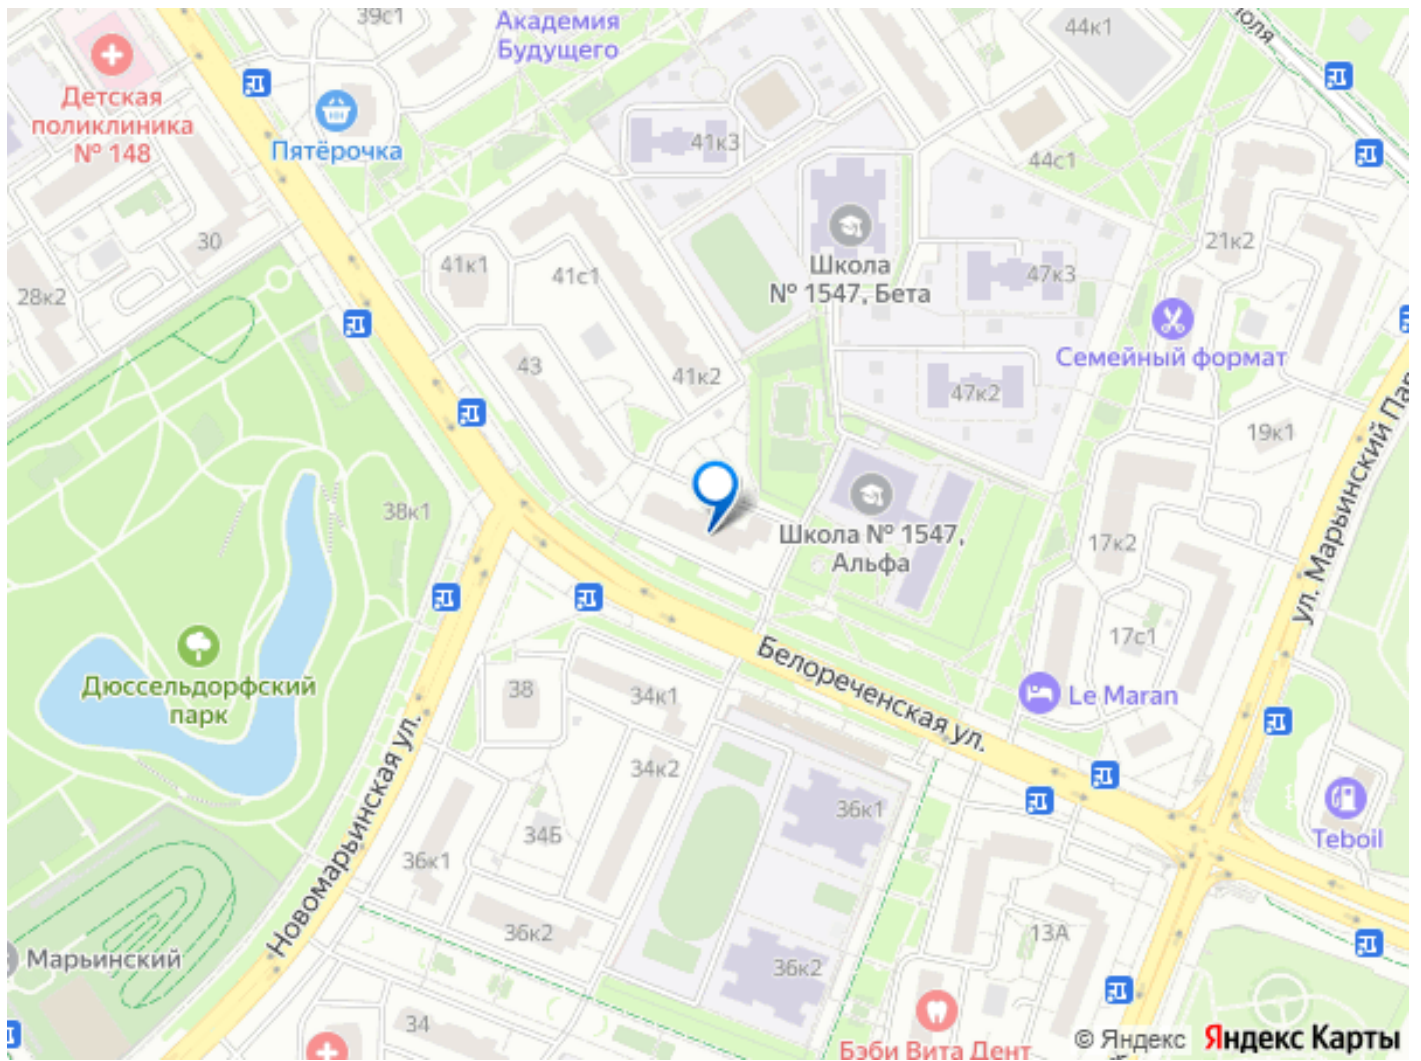 39с1
Академия
Будущего
44к1
поля
Детская
поликлиника
№ 148
Пятёрочка
41к3
44с1
30
28к2
41к1
41с1
Школа
№ 1547, Бета
47к3
21к2
Семейный формат
43
41к2
47к2
19к1
ул. Марьинский Пар
38к1
Школа № 1547,
Альфа
17к2
17с1
Дюссельдорфский
парк
38
34к1
Белореченская ул.
Le Maran
34к2
36к1
34Б
36к1
Teboil
Новомарьинская ул.
36к2
13А
Марьинский
36к2
34
Бэби Вита Дент
© Яндекс Яндекс Карты